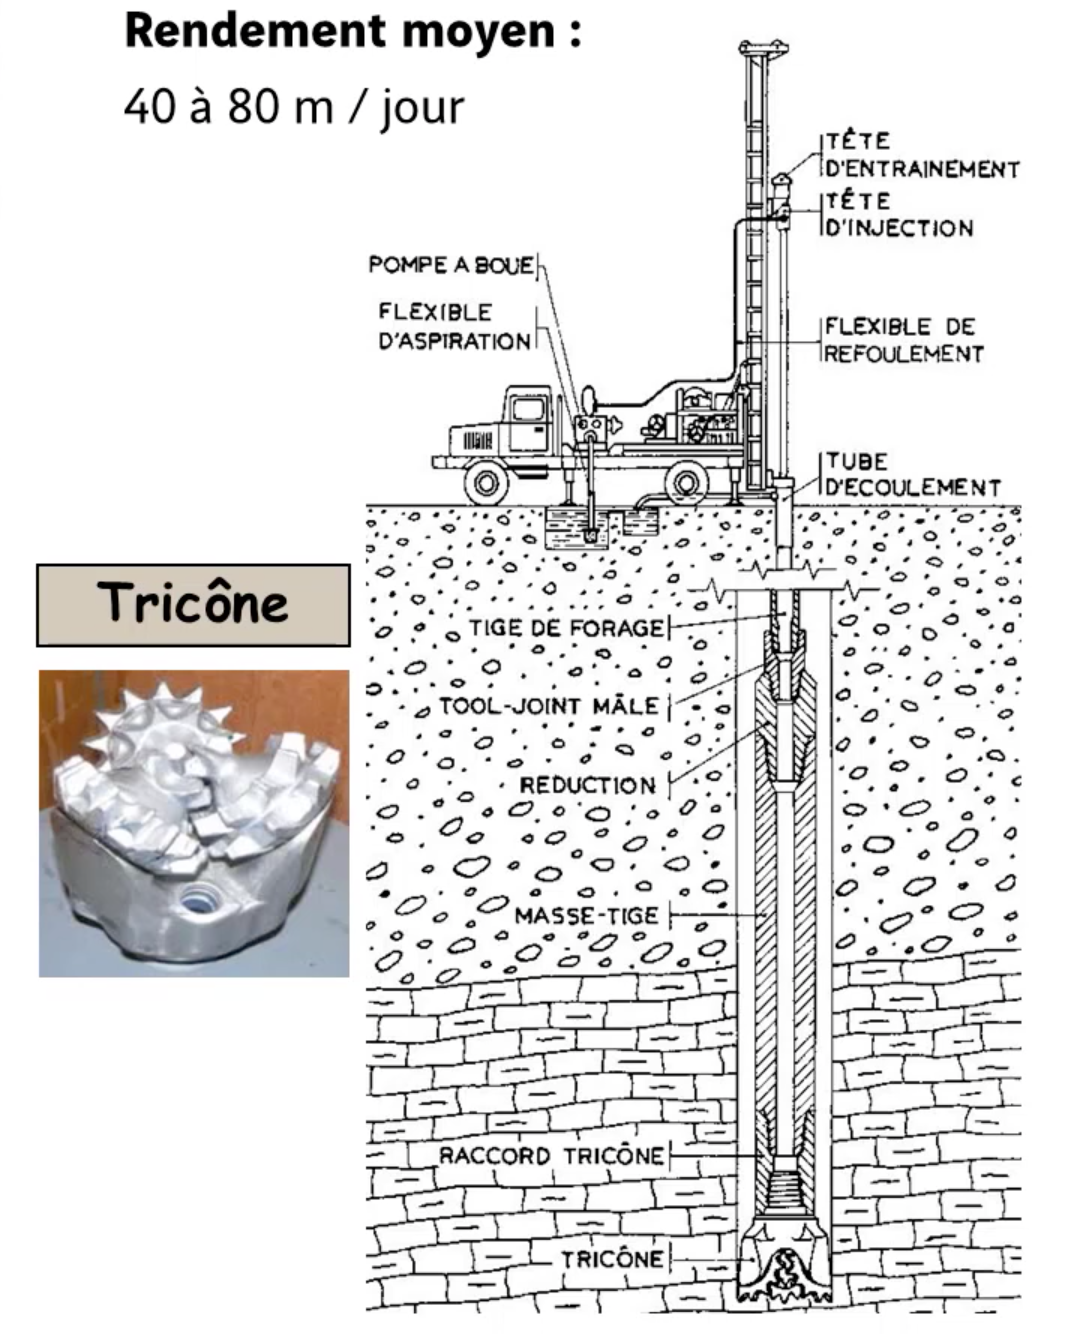 Rendement moyen :
40 à 80 m / jour
TÊTE
D'ENTRAINEMENT
TÊTE
D'INJECTION
POMPE A BOUE
FLEXIBLE
D'ASPIRATION
FLEXIBLE DE
REFOULEMENT
TUBE
D'ECOULEMENT
Tricône
TIGE DE FORAGE
TOOL-JOINT MÂLE
REDUCTION
MASSE-TIGE
RACCORD TRICÔNE
TRICÔNE